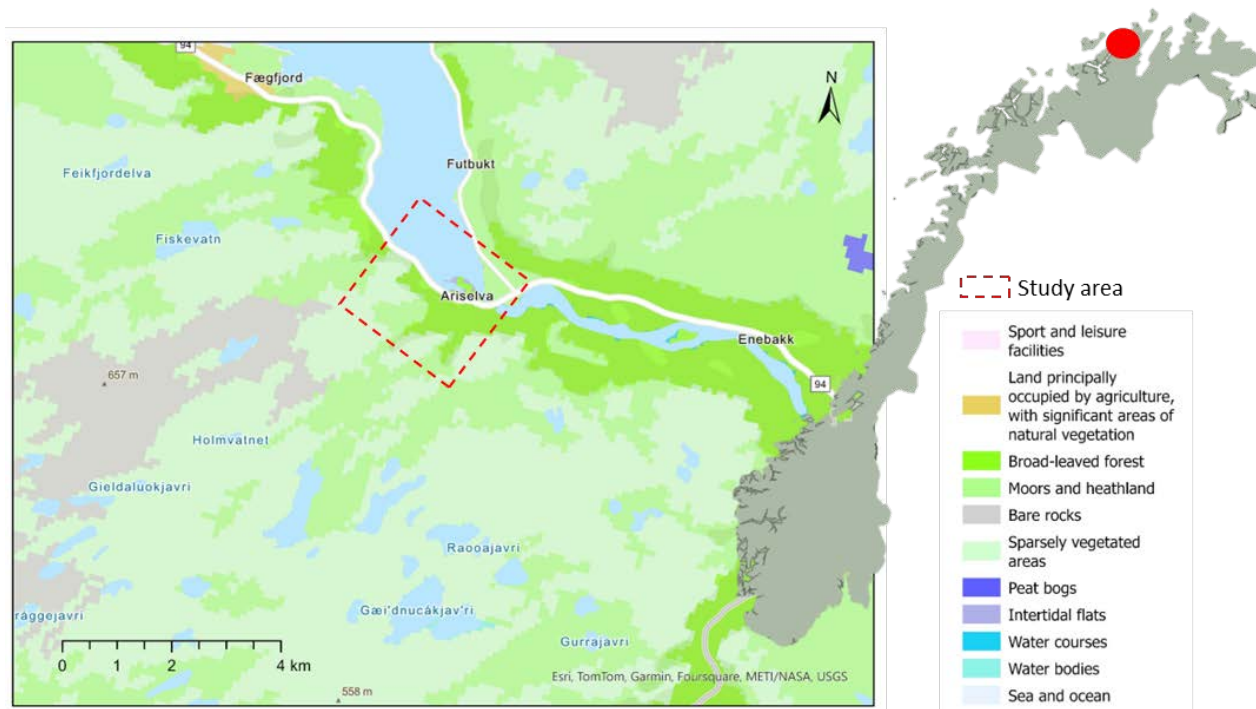 94
Fægfjord
N
Futbukt
Feikfjordelva
Fiskevatn
Ariselva
Enebakk
94
657 m
Holmvatnet
Gieldaluokjavri
Raooajavri
Gæi'dnucákjav'ri
rággejavri
Gurrajavri
0 1 2 4 km
558 m
Esri, TomTom, Garmin, Foursquare, METI/NASA, USGS
Study area
Sport and leisure
facilities
Land principally
occupied by agriculture,
with significant areas of
natural vegetation
Broad-leaved forest
Moors and heathland
Bare rocks
Sparsely vegetated
areas
Peat bogs
Intertidal flats
Water courses
Water bodies
Sea and ocean